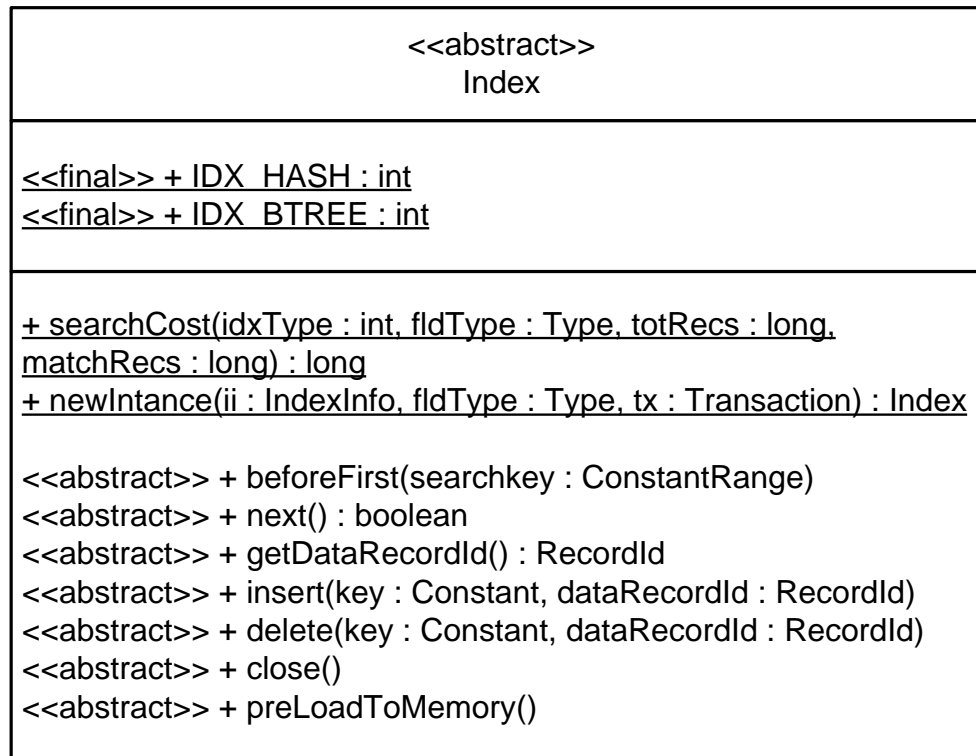 <<abstract>>
Index
<<final>> + IDX_HASH : int
<<final>> + IDX_BTREE : int
+ searchCost(idxType : int, fldType : Type, totRecs : long,
matchRecs : long) : long
+ newIntance(ii : IndexInfo, fldType : Type, tx : Transaction) : Index
<<abstract>> + beforeFirst(searchkey : ConstantRange)
<<abstract>> + next() : boolean
<<abstract>> + getDataRecordId() : RecordId
<<abstract>> + insert(key : Constant, dataRecordId : RecordId)
<<abstract>> + delete(key : Constant, dataRecordId : RecordId)
<<abstract>> + close()
<<abstract>> + preLoadToMemory()